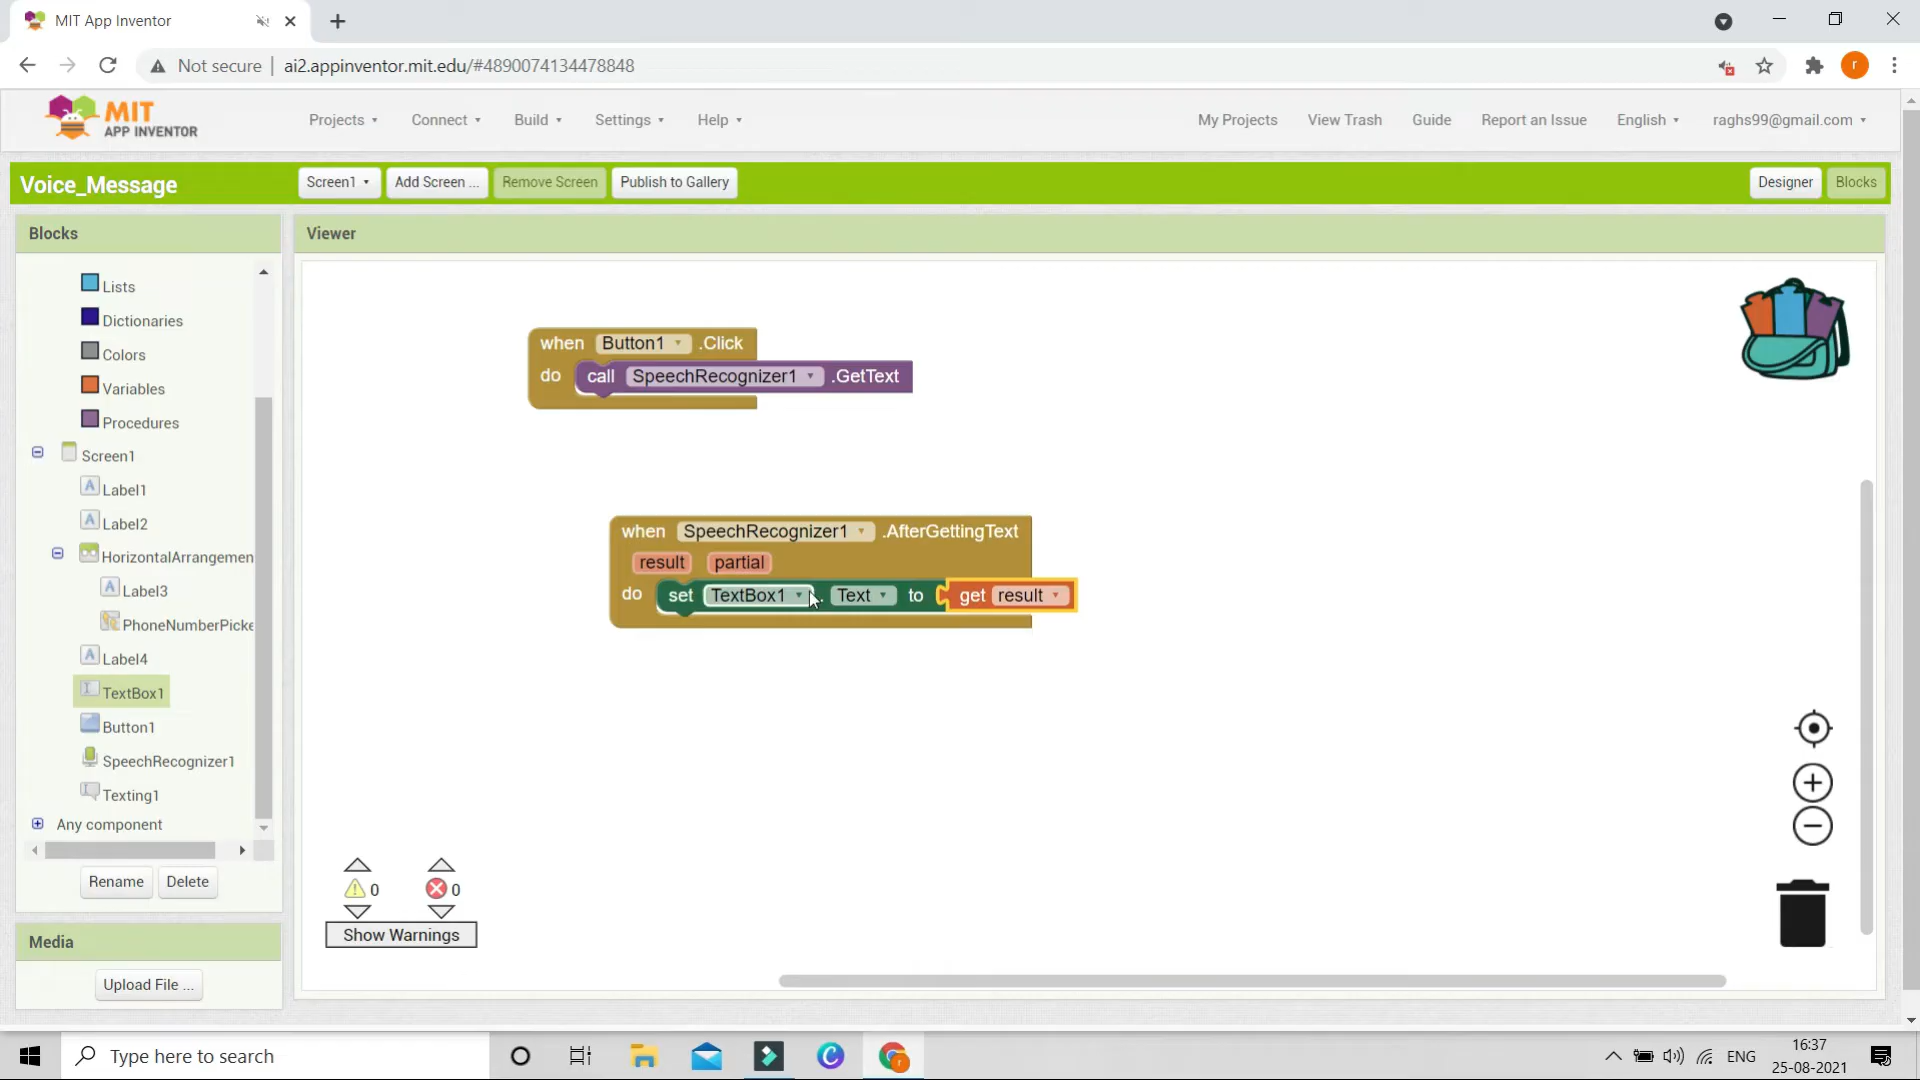 MIT App Inventor
Not secure | ai2.appinventor.mit.edu/#4890074134478848
r
MIT
APP INVENTOR
Projects Connect Build Settings Help My Projects View Trash Guide Report an Issue English raghs99@gmail.com
Voice_Message Screen1 Add Screen ... Remove Screen Publish to Gallery Designer Blocks
Blocks
Viewer
Lists
Dictionaries
Colors
Variables
Procedures
Screen1
Label1
Label2
HorizontalArrangemen
Label3
PhoneNumberPicke
Label4
TextBox1
Button1
SpeechRecognizer1
Texting1
Any component
Rename Delete
Media
Upload File ...
when Button1 .Click
do call SpeechRecognizer1 .GetText
when SpeechRecognizer1 .AfterGettingText
result partial
do set TextBox1 . Text to get result
0 0
Show Warnings
Type here to search
r
ENG
16:37
25-08-2021